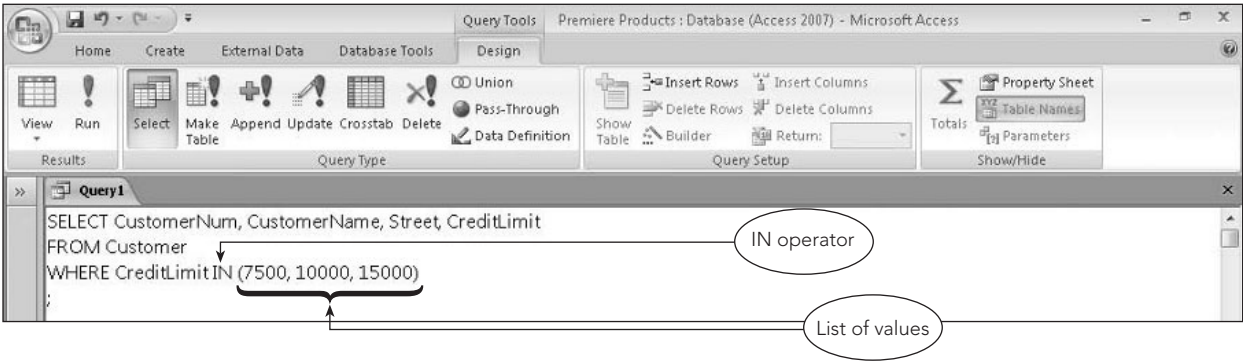 Query Tools Premiere Products : Database (Access 2007) - Microsoft Access
Home Create External Data Database Tools Design
View Run Select Make Table Append Update Crosstab Delete
Union
Pass-Through
Data Definition
Show Table
Insert Rows
Delete Rows
Builder
Insert Columns
Delete Columns
Return:
Totals
Property Sheet
Table Names
Parameters
Results Query Type Query Setup Show/Hide
Query1
SELECT CustomerNum, CustomerName, Street, CreditLimit
FROM Customer
WHERE CreditLimit IN (7500, 10000, 15000)
;
IN operator
List of values